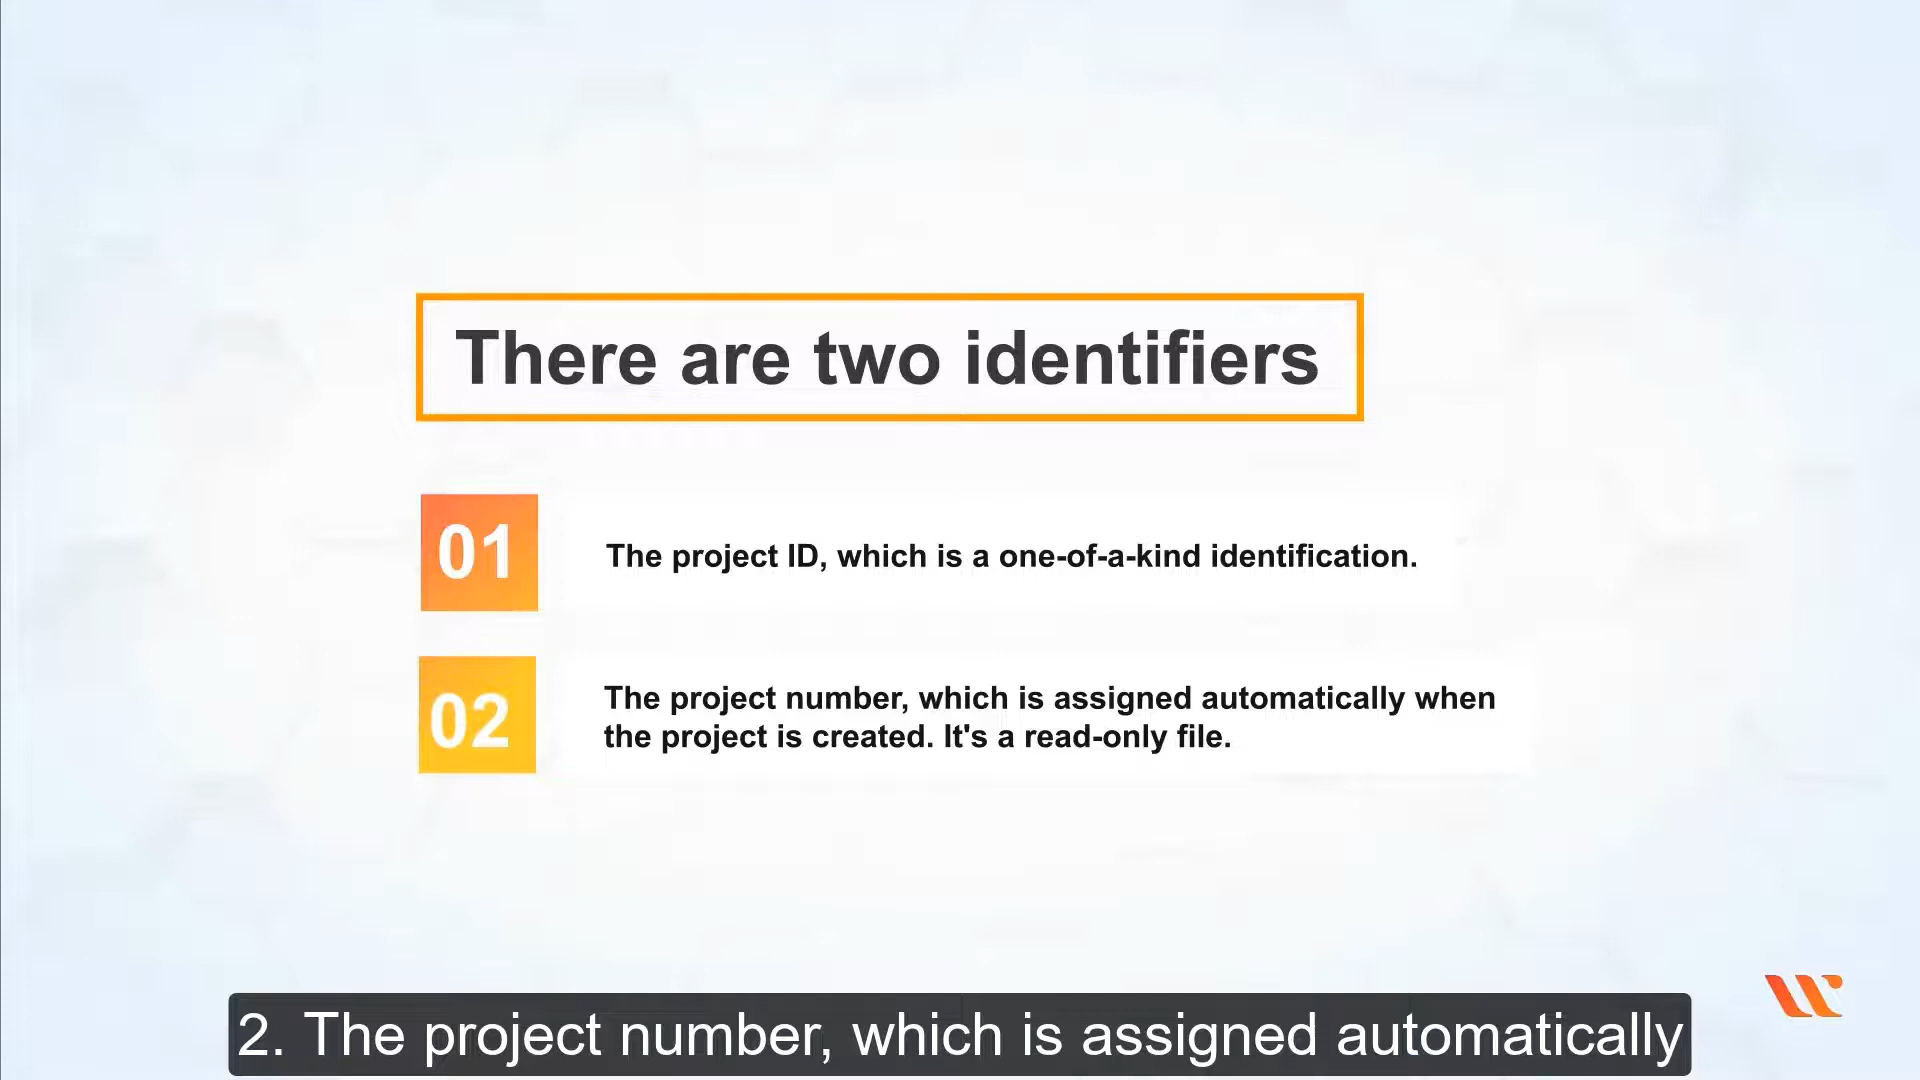 There are two identifiers
01
The project ID, which is a one-of-a-kind identification.
02
The project number, which is assigned automatically when
the project is created. It's a read-only file.
2. The project number, which is assigned automatically